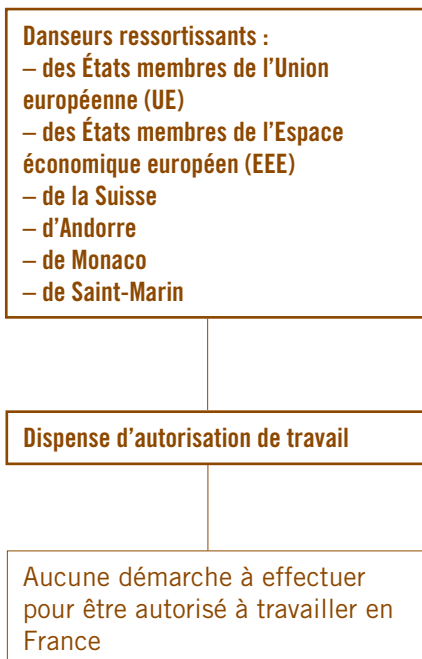 Danseurs ressortissants :
– des États membres de l’Union
européenne (UE)
– des États membres de l’Espace
économique européen (EEE)
– de la Suisse
– d’Andorre
– de Monaco
– de Saint-Marin
Dispense d’autorisation de travail
Aucune démarche à effectuer
pour être autorisé à travailler en
France